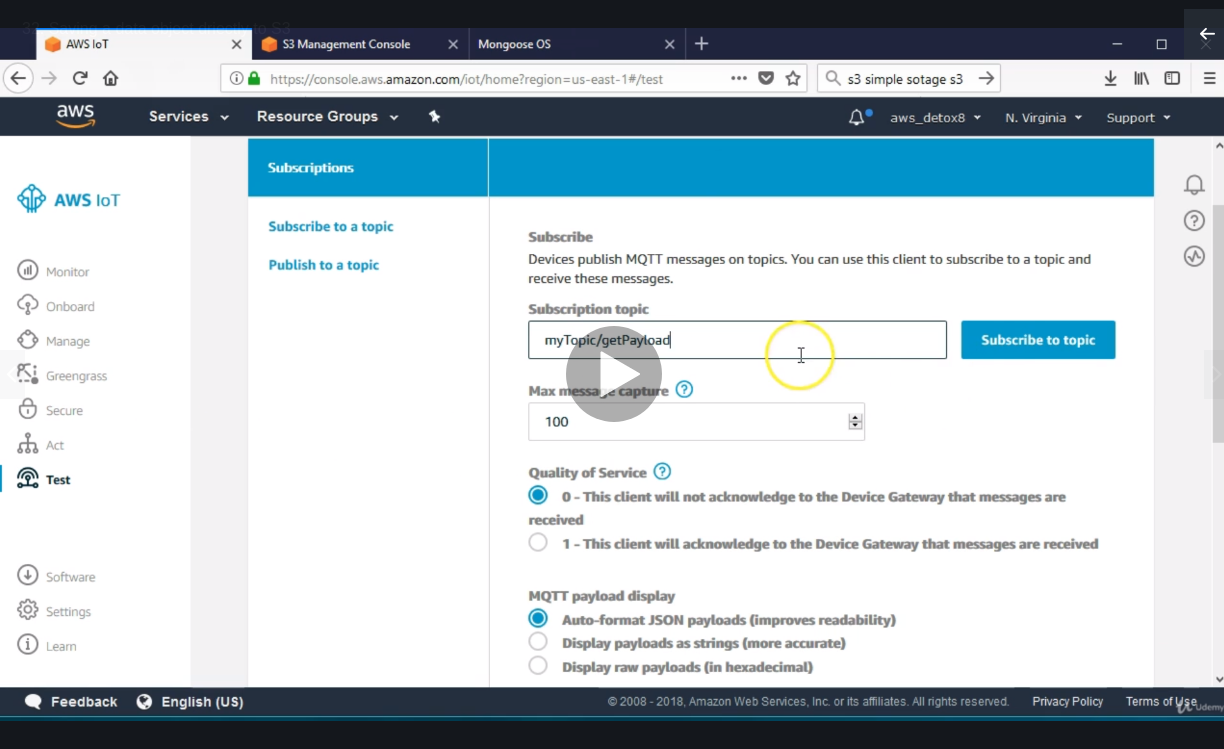 AWS IoT
S3 Management Console
Mongoose OS
https://console.aws.amazon.com/iot/home?region=us-east-1#/test
s3 simple sotage s3
aws
Services
Resource Groups
aws_detox8
N. Virginia
Support
AWS IoT
Monitor
Onboard
Manage
Greengrass
Secure
Act
Test
Software
Settings
Learn
Subscriptions
Subscribe to a topic
Publish to a topic
Subscribe
Devices publish MQTT messages on topics. You can use this client to subscribe to a topic and
receive these messages.
Subscription topic
myTopic/getPayload
Subscribe to topic
Max message capture
100
Quality of Service
0 - This client will not acknowledge to the Device Gateway that messages are
received
1 - This client will acknowledge to the Device Gateway that messages are received
MQTT payload display
Auto-format JSON payloads (improves readability)
Display payloads as strings (more accurate)
Display raw payloads (in hexadecimal)
Feedback
English (US)
© 2008 - 2018, Amazon Web Services, Inc. or its affiliates. All rights reserved.
Privacy Policy
Terms of Use
Udemy